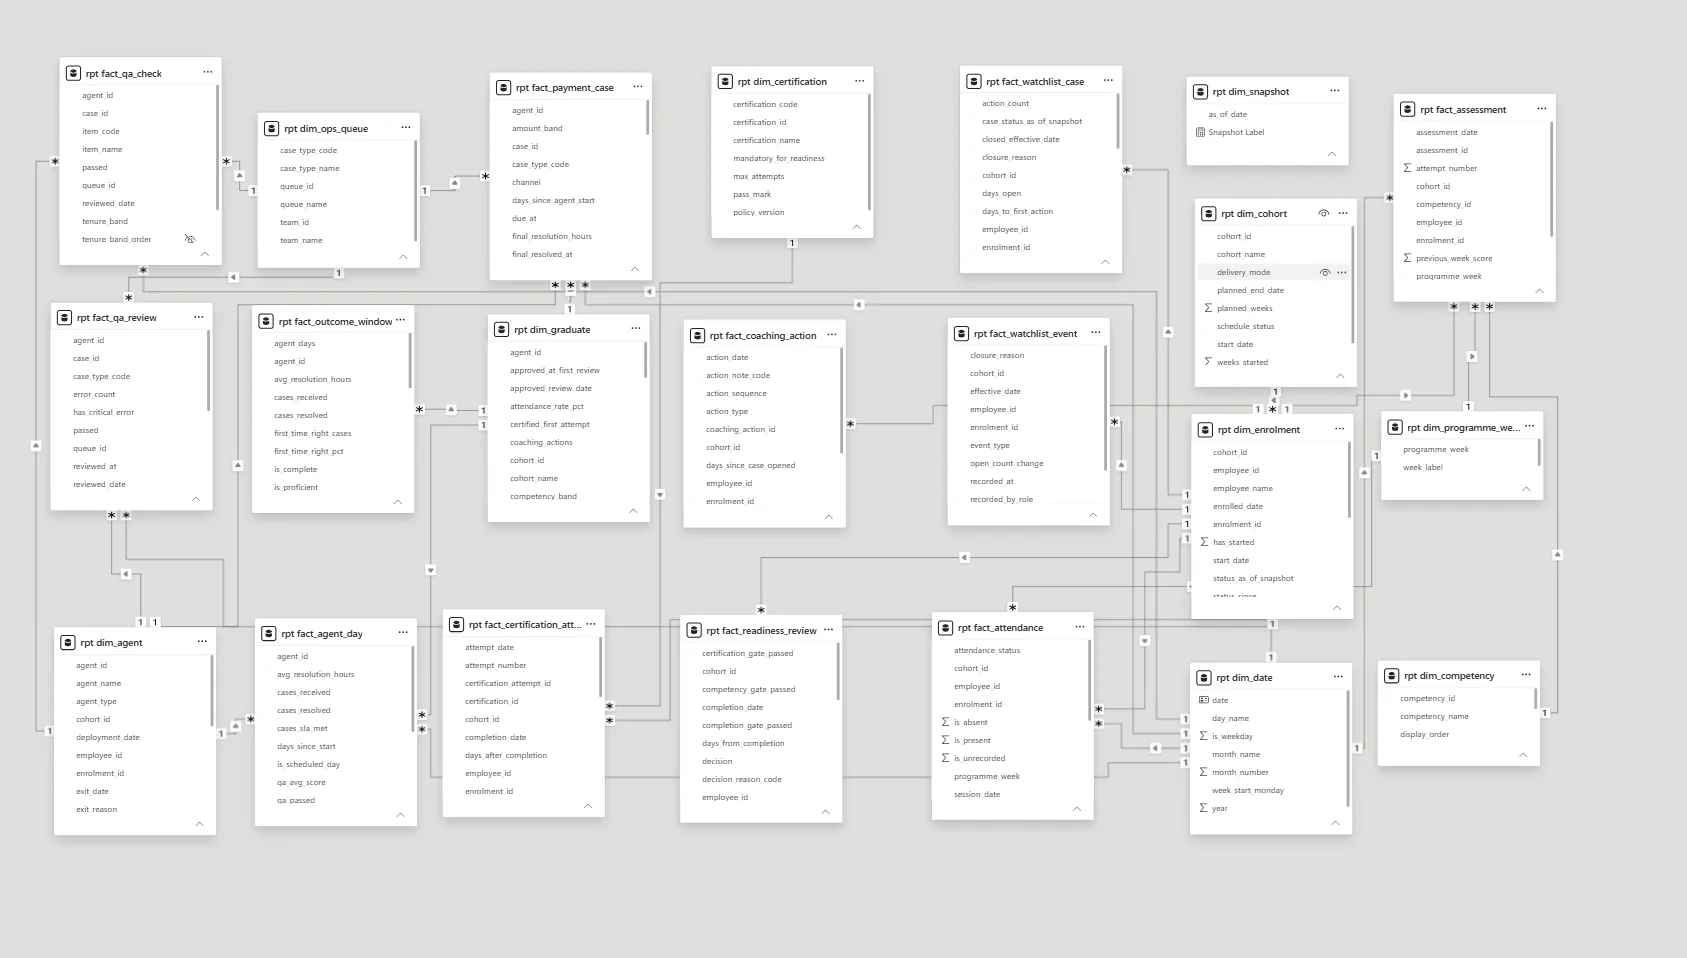 rpt fact_qa_check
agent_id
case_id
item_code
item_name
passed
queue_id
reviewed_date
tenure_band
tenure_band_order
rpt dim_ops_queue
case_type_code
case_type_name
queue_id
queue_name
team_id
team_name
rpt fact_payment_case
agent_id
amount_band
case_id
case_type_code
channel
days_since_agent_start
due_at
final_resolution_hours
final_resolved_at
rpt dim_certification
certification_code
certification_id
certification_name
mandatory_for_readiness
max_attempts
pass_mark
policy_version
rpt fact_watchlist_case
action_count
case_status_as_of_snapshot
closed_effective_date
closure_reason
cohort_id
days_open
days_to_first_action
employee_id
enrolment_id
rpt dim_snapshot
as_of_date
Snapshot Label
rpt fact_assessment
assessment_date
assessment_id
attempt_number
cohort_id
competency_id
employee_id
enrolment_id
previous_week_score
programme_week
rpt dim_cohort
cohort_id
cohort_name
delivery_mode
planned_end_date
planned_weeks
schedule_status
start_date
weeks_started
rpt fact_qa_review
agent_id
case_id
case_type_code
error_count
has_critical_error
passed
queue_id
reviewed_at
reviewed_date
rpt fact_outcome_window
agent_days
agent_id
avg_resolution_hours
cases_received
cases_resolved
first_time_right_cases
first_time_right_pct
is_complete
is_proficient
rpt dim_graduate
agent_id
approved_at_first_review
approved_review_date
attendance_rate_pct
certified_first_attempt
coaching_actions
cohort_id
cohort_name
competency_band
rpt fact_coaching_action
action_date
action_note_code
action_sequence
action_type
coaching_action_id
cohort_id
days_since_case_opened
employee_id
enrolment_id
rpt fact_watchlist_event
closure_reason
cohort_id
effective_date
employee_id
enrolment_id
event_type
open_count_change
recorded_at
recorded_by_role
rpt dim_enrolment
cohort_id
employee_id
employee_name
enrolled_date
enrolment_id
has_started
start_date
status_as_of_snapshot
status_since
rpt dim_programme_we...
programme_week
week_label
rpt dim_agent
agent_id
agent_name
agent_type
cohort_id
deployment_date
employee_id
enrolment_id
exit_date
exit_reason
rpt fact_agent_day
agent_id
avg_resolution_hours
cases_received
cases_resolved
cases_sla_met
days_since_start
is_scheduled_day
qa_avg_score
qa_passed
rpt fact_certification_att...
attempt_date
attempt_number
certification_attempt_id
certification_id
cohort_id
completion_date
days_after_completion
employee_id
enrolment_id
rpt fact_readiness_review
certification_gate_passed
cohort_id
competency_gate_passed
completion_date
completion_gate_passed
days_from_completion
decision
decision_reason_code
employee_id
rpt fact_attendance
attendance_status
cohort_id
employee_id
enrolment_id
is_absent
is_present
is_unrecorded
programme_week
session_date
rpt dim_date
date
day_name
is_weekday
month_name
month_number
week_start_monday
year
rpt dim_competency
competency_id
competency_name
display_order